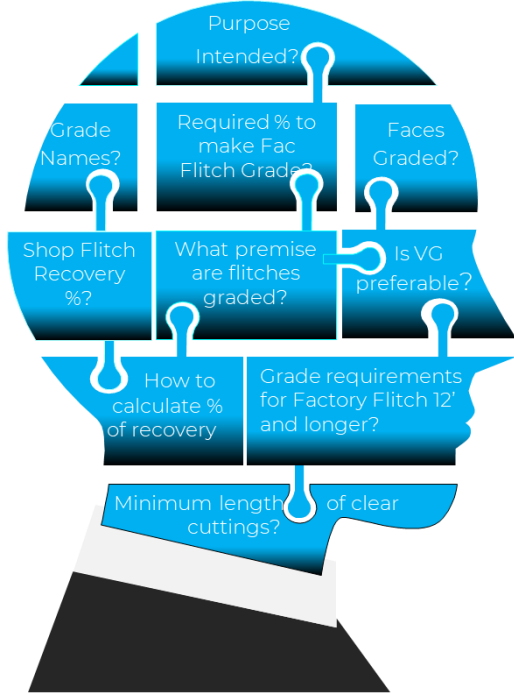 Purpose
Intended?
Grade
Names?
Required % to
make Fac
Flitch Grade?
Faces
Graded?
Shop Flitch
Recovery
%?
What premise
are flitches
graded?
Is VG
preferable?
How to
calculate %
of recovery
Grade requirements
for Factory Flitch 12'
and longer?
Minimum length of clear
cuttings?